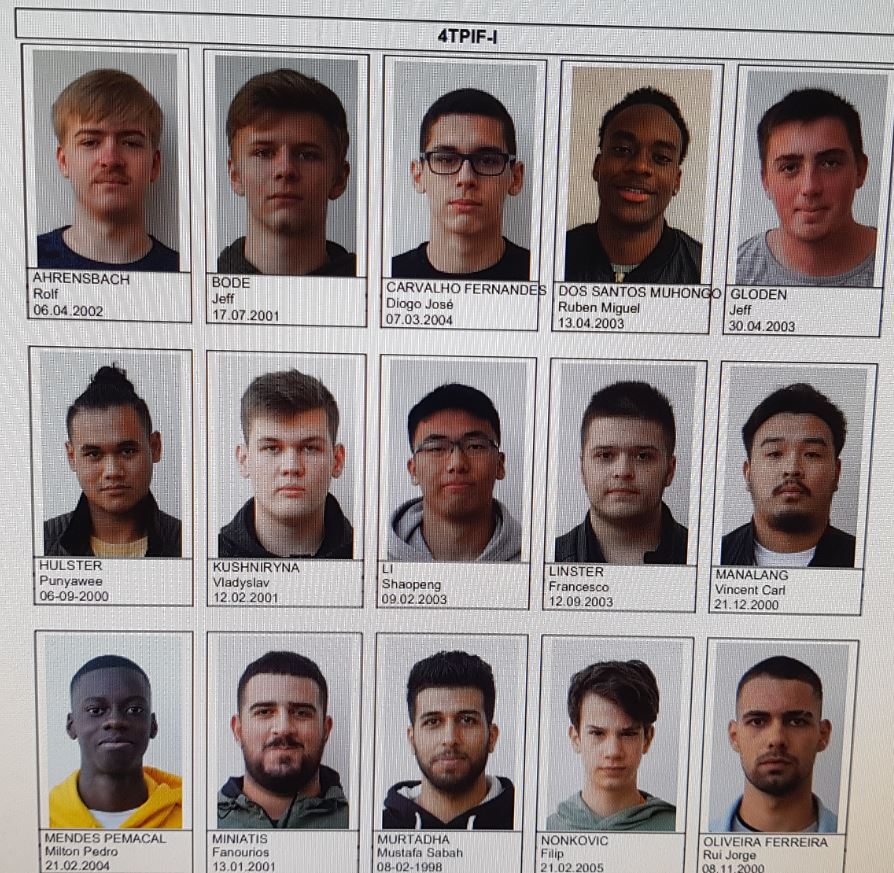 4TPIF-I
AHRENSBACH
Rolf
06.04.2002
BODE
Jeff
17.07.2001
CARVALHO FERNANDES
Diogo José
07.03.2004
DOS SANTOS MUHONGO
Ruben Miguel
13.04.2003
GLODEN
Jeff
30.04.2003
HULSTER
Punyawee
06-09-2000
KUSHNIRYNA
Vladyslav
12.02.2001
LI
Shaopeng
09.02.2003
LINSTER
Francesco
12.09.2003
MANALANG
Vincent Carl
21.12.2000
MENDES PEMACAL
Milton Pedro
21.02.2004
MINIATIS
Fanourios
13.01.2001
MURTADHA
Mustafa Sabah
08-02-1998
NONKOVIC
Filip
21.02.2005
OLIVEIRA FERREIRA
Rui Jorge
08.11.2000